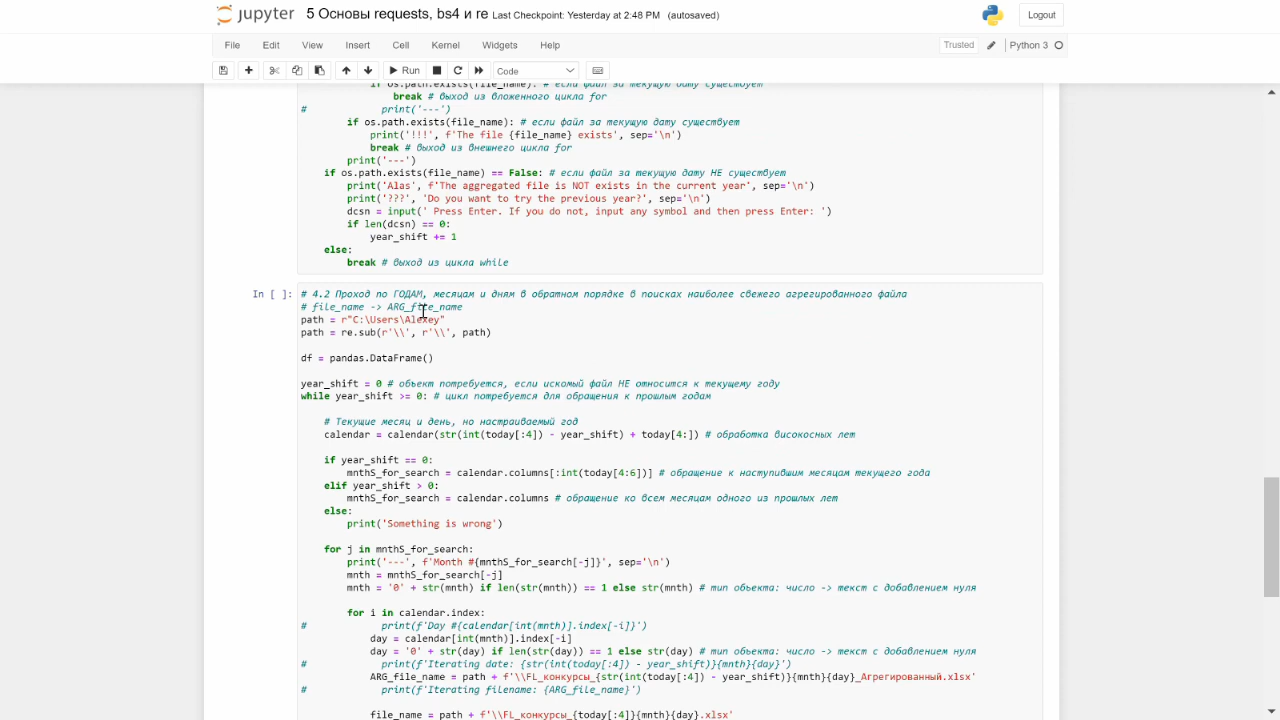 jupyter 5 Основы requests, bs4 и re Last Checkpoint: Yesterday at 2:48 PM (autosaved)
Logout
File Edit View Insert Cell Kernel Widgets Help
Trusted Python 3
Run Code
if os.path.exists(file_name): # если файл за текущую дату существует
break # выход из вложенного цикла for
# print('---')
if os.path.exists(file_name): # если файл за текущую дату существует
print('!!!', f'The file {file_name} exists', sep='\n')
break # выход из внешнего цикла for
print('---')
if os.path.exists(file_name) == False: # если файл за текущую дату НЕ существует
print('Alas', f'The aggregated file is NOT exists in the current year', sep='\n')
print('???', 'Do you want to try the previous year?', sep='\n')
dcsn = input(' Press Enter. If you do not, input any symbol and then press Enter: ')
if len(dcsn) == 0:
year_shift += 1
else:
break # выход из цикла while
In [ ]:
# 4.2 Проход по ГОДАМ, месяцам и дням в обратном порядке в поисках наиболее свежего агрегированного файла
# file_name -> ARG_file_name
path = r"C:\Users\Alexey"
path = re.sub(r'\\', r'\\', path)
df = pandas.DataFrame()
year_shift = 0 # объект потребуется, если искомый файл НЕ относится к текущему году
while year_shift >= 0: # цикл потребуется для обращения к прошлым годам
# Текущие месяц и день, но настраиваемый год
calendar = calendar(str(int(today[:4]) - year_shift) + today[4:]) # обработка високосных лет
if year_shift == 0:
mnthS_for_search = calendar.columns[:int(today[4:6])] # обращение к наступившим месяцам текущего года
elif year_shift > 0:
mnthS_for_search = calendar.columns # обращение ко всем месяцам одного из прошлых лет
else:
print('Something is wrong')
for j in mnthS_for_search:
print('---', f'Month #{mnthS_for_search[-j]}', sep='\n')
mnth = mnthS_for_search[-j]
mnth = '0' + str(mnth) if len(str(mnth)) == 1 else str(mnth) # тип объекта: число -> текст с добавлением нуля
for i in calendar.index:
# print(f'Day #{calendar[int(mnth)].index[-i]}')
day = calendar[int(mnth)].index[-i]
day = '0' + str(day) if len(str(day)) == 1 else str(day) # тип объекта: число -> текст с добавлением нуля
# print(f'Iterating date: {str(int(today[:4]) - year_shift)}{mnth}{day}')
ARG_file_name = path + f'\\FL_конкурсы_{str(int(today[:4]) - year_shift)}{mnth}{day}_Агрегированный.xlsx'
# print(f'Iterating filename: {ARG_file_name}')
file_name = path + f'\\FL_конкурсы_{today[:4]}{mnth}{day}.xlsx'